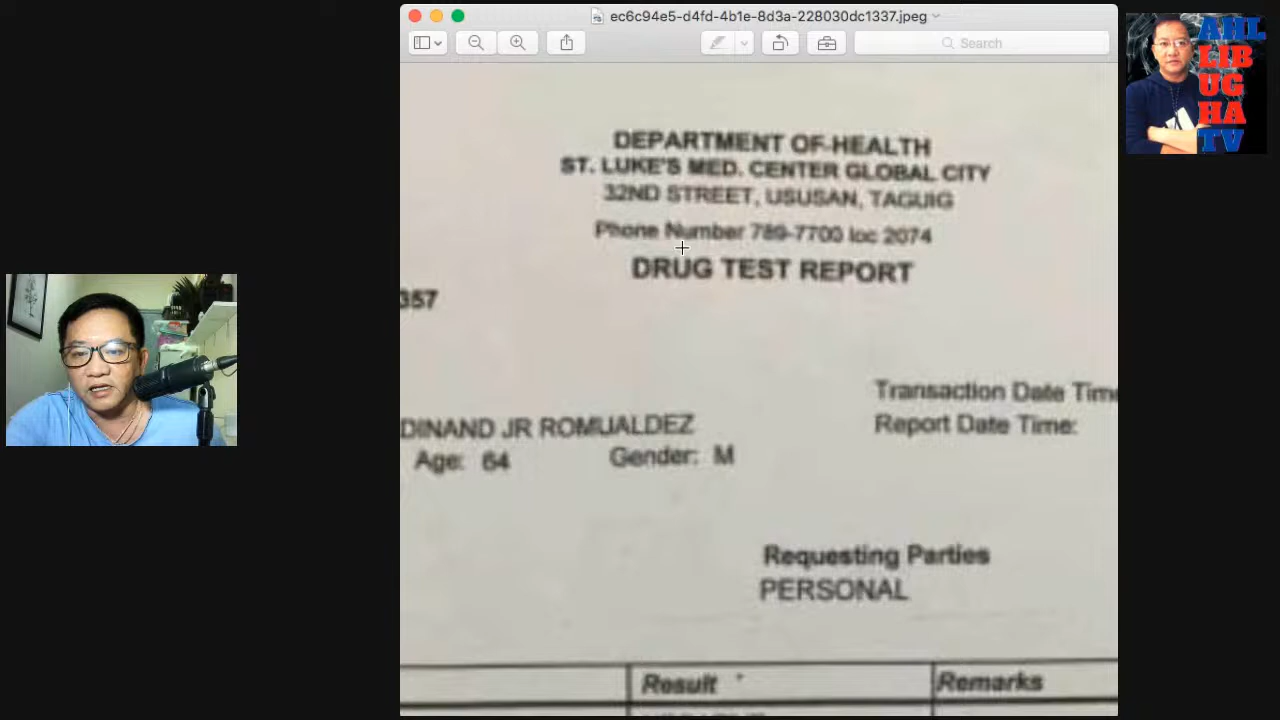 ec6c94e5-d4fd-4b1e-8d3a-228030dc1337.jpeg
Search
AHL
LIB
UG
HA
TV
DEPARTMENT OF HEALTH
ST. LUKE'S MED. CENTER GLOBAL CITY
32ND STREET, USUSAN, TAGUIG
Phone Number 789-7700 loc 2074
DRUG TEST REPORT
357
Transaction Date Time
Report Date Time:
DINAND JR ROMUALDEZ
Age: 64 Gender: M
Requesting Parties
PERSONAL
Result Remarks